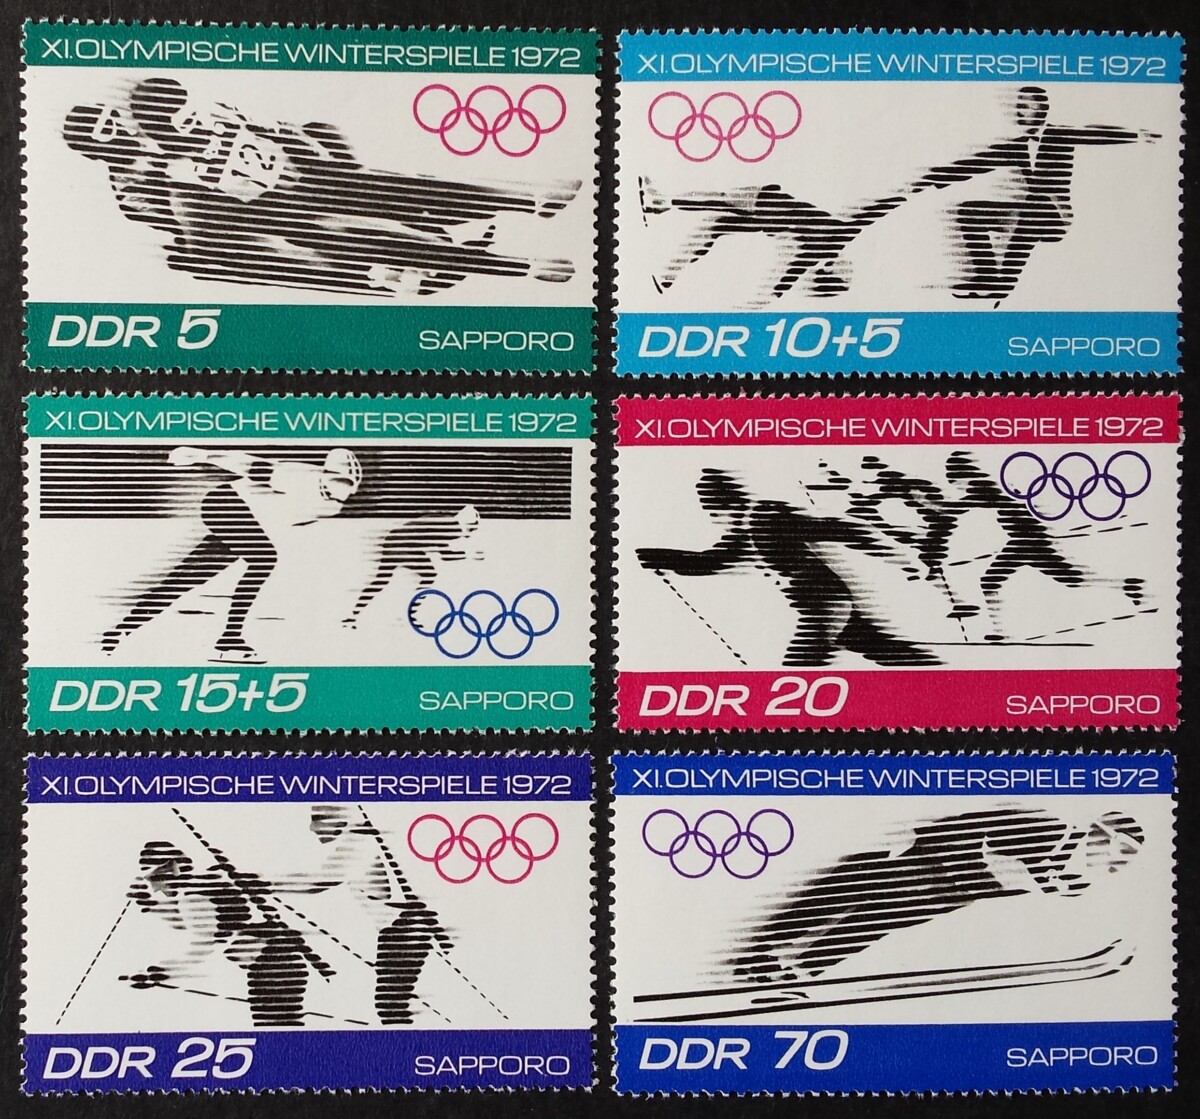 XI.OLYMPISCHE WINTERSPIELE 1972
DDR 5 SAPPORO
XI.OLYMPISCHE WINTERSPIELE 1972
DDR 10+5 SAPPORO
XI.OLYMPISCHE WINTERSPIELE 1972
DDR 15+5 SAPPORO
XI.OLYMPISCHE WINTERSPIELE 1972
DDR 20 SAPPORO
XI.OLYMPISCHE WINTERSPIELE 1972
DDR 25 SAPPORO
XI.OLYMPISCHE WINTERSPIELE 1972
DDR 70 SAPPORO